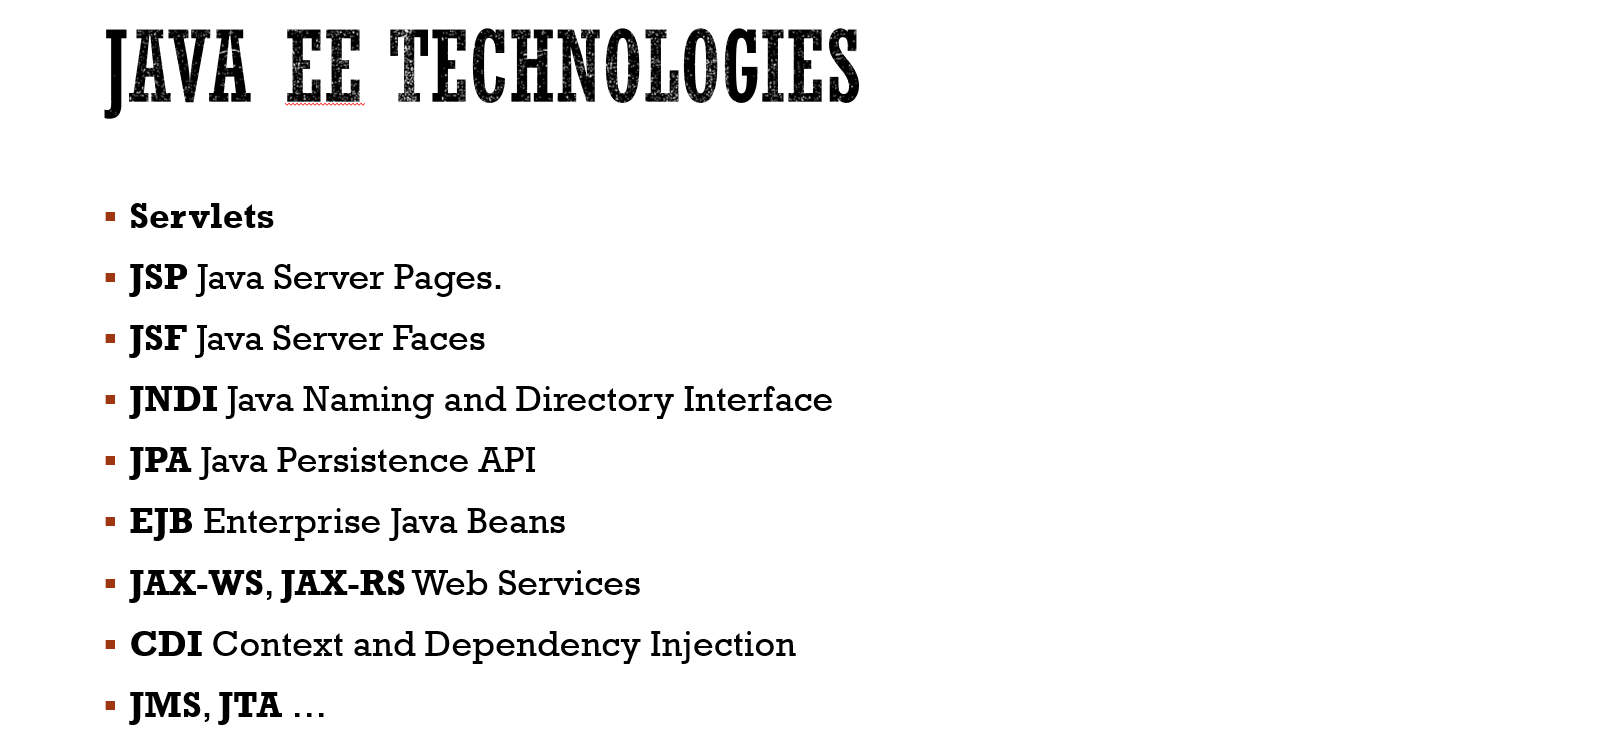 JAVA EE TECHNOLOGIES
Servlets
JSP Java Server Pages.
JSF Java Server Faces
JNDI Java Naming and Directory Interface
JPA Java Persistence API
EJB Enterprise Java Beans
JAX-WS, JAX-RS Web Services
CDI Context and Dependency Injection
JMS, JTA ...